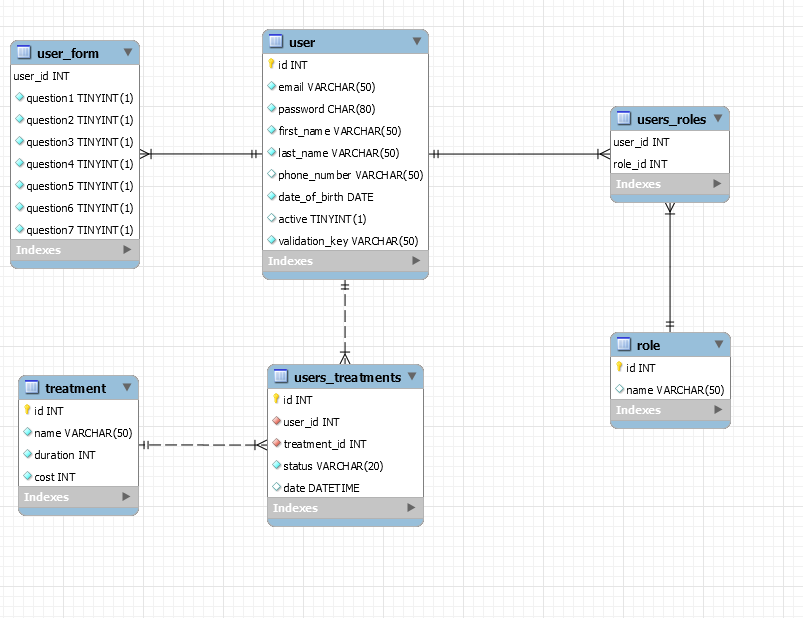 user_form
user_id INT
question1 TINYINT(1)
question2 TINYINT(1)
question3 TINYINT(1)
question4 TINYINT(1)
question5 TINYINT(1)
question6 TINYINT(1)
question7 TINYINT(1)
Indexes
user
id INT
email VARCHAR(50)
password CHAR(80)
first_name VARCHAR(50)
last_name VARCHAR(50)
phone_number VARCHAR(50)
date_of_birth DATE
active TINYINT(1)
validation_key VARCHAR(50)
Indexes
users_roles
user_id INT
role_id INT
Indexes
treatment
id INT
name VARCHAR(50)
duration INT
cost INT
Indexes
users_treatments
id INT
user_id INT
treatment_id INT
status VARCHAR(20)
date DATETIME
Indexes
role
id INT
name VARCHAR(50)
Indexes